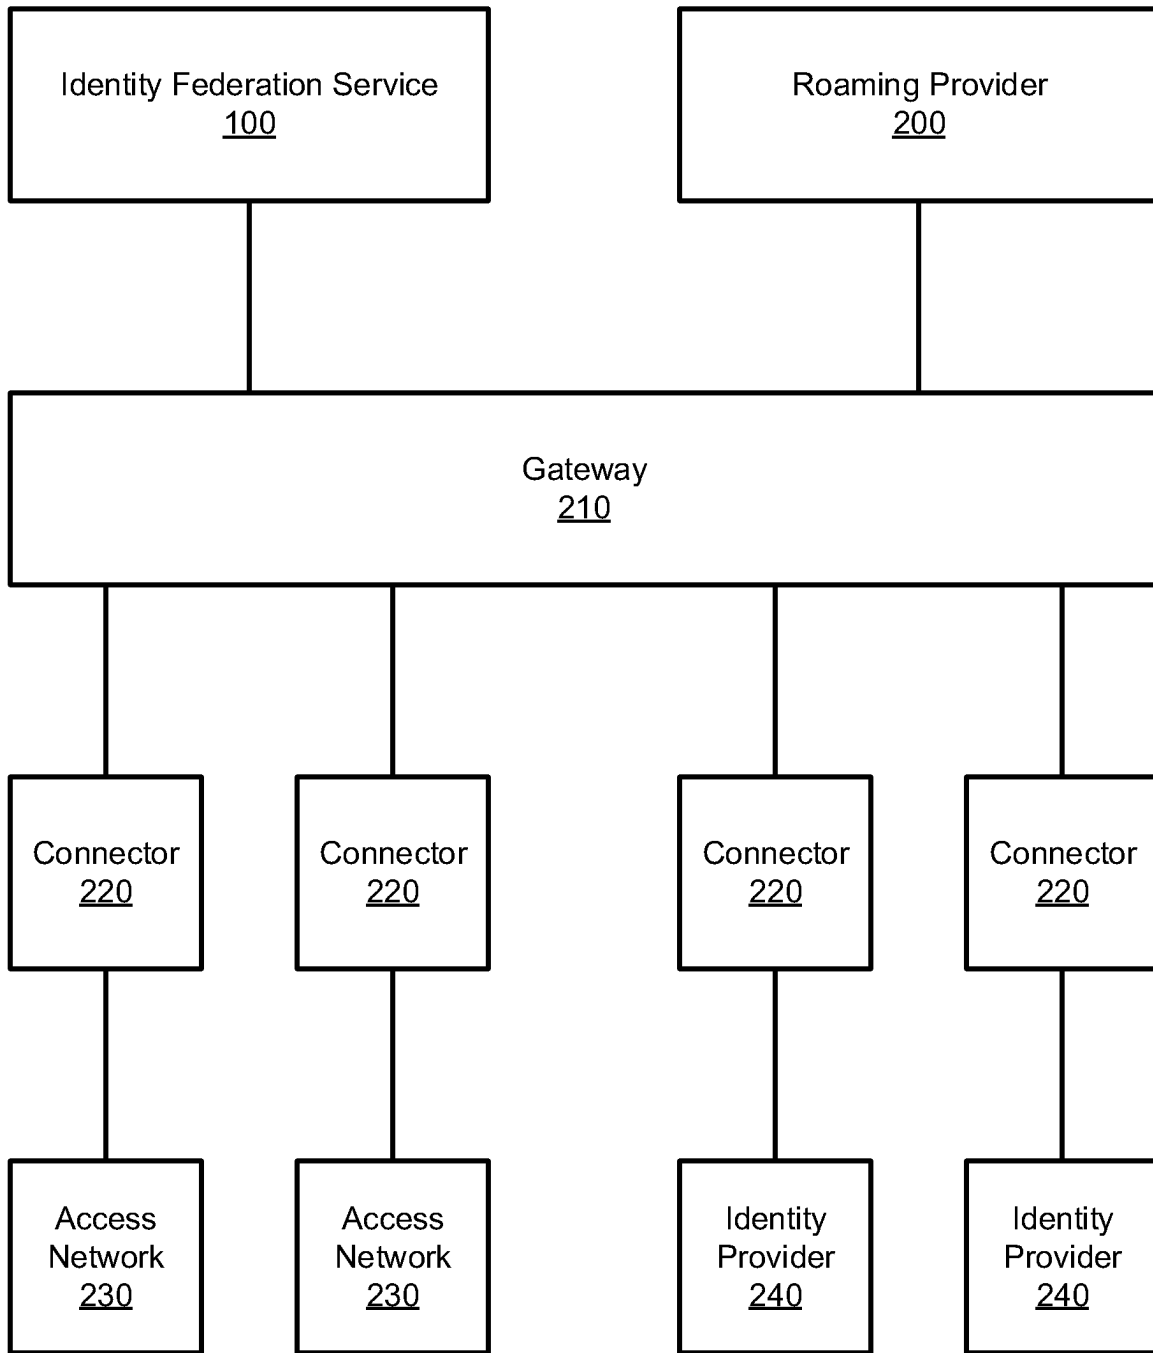 Identity Federation Service
100
Roaming Provider
200
Gateway
210
Connector
220
Connector
220
Connector
220
Connector
220
Access
Network
230
Access
Network
230
Identity
Provider
240
Identity
Provider
240